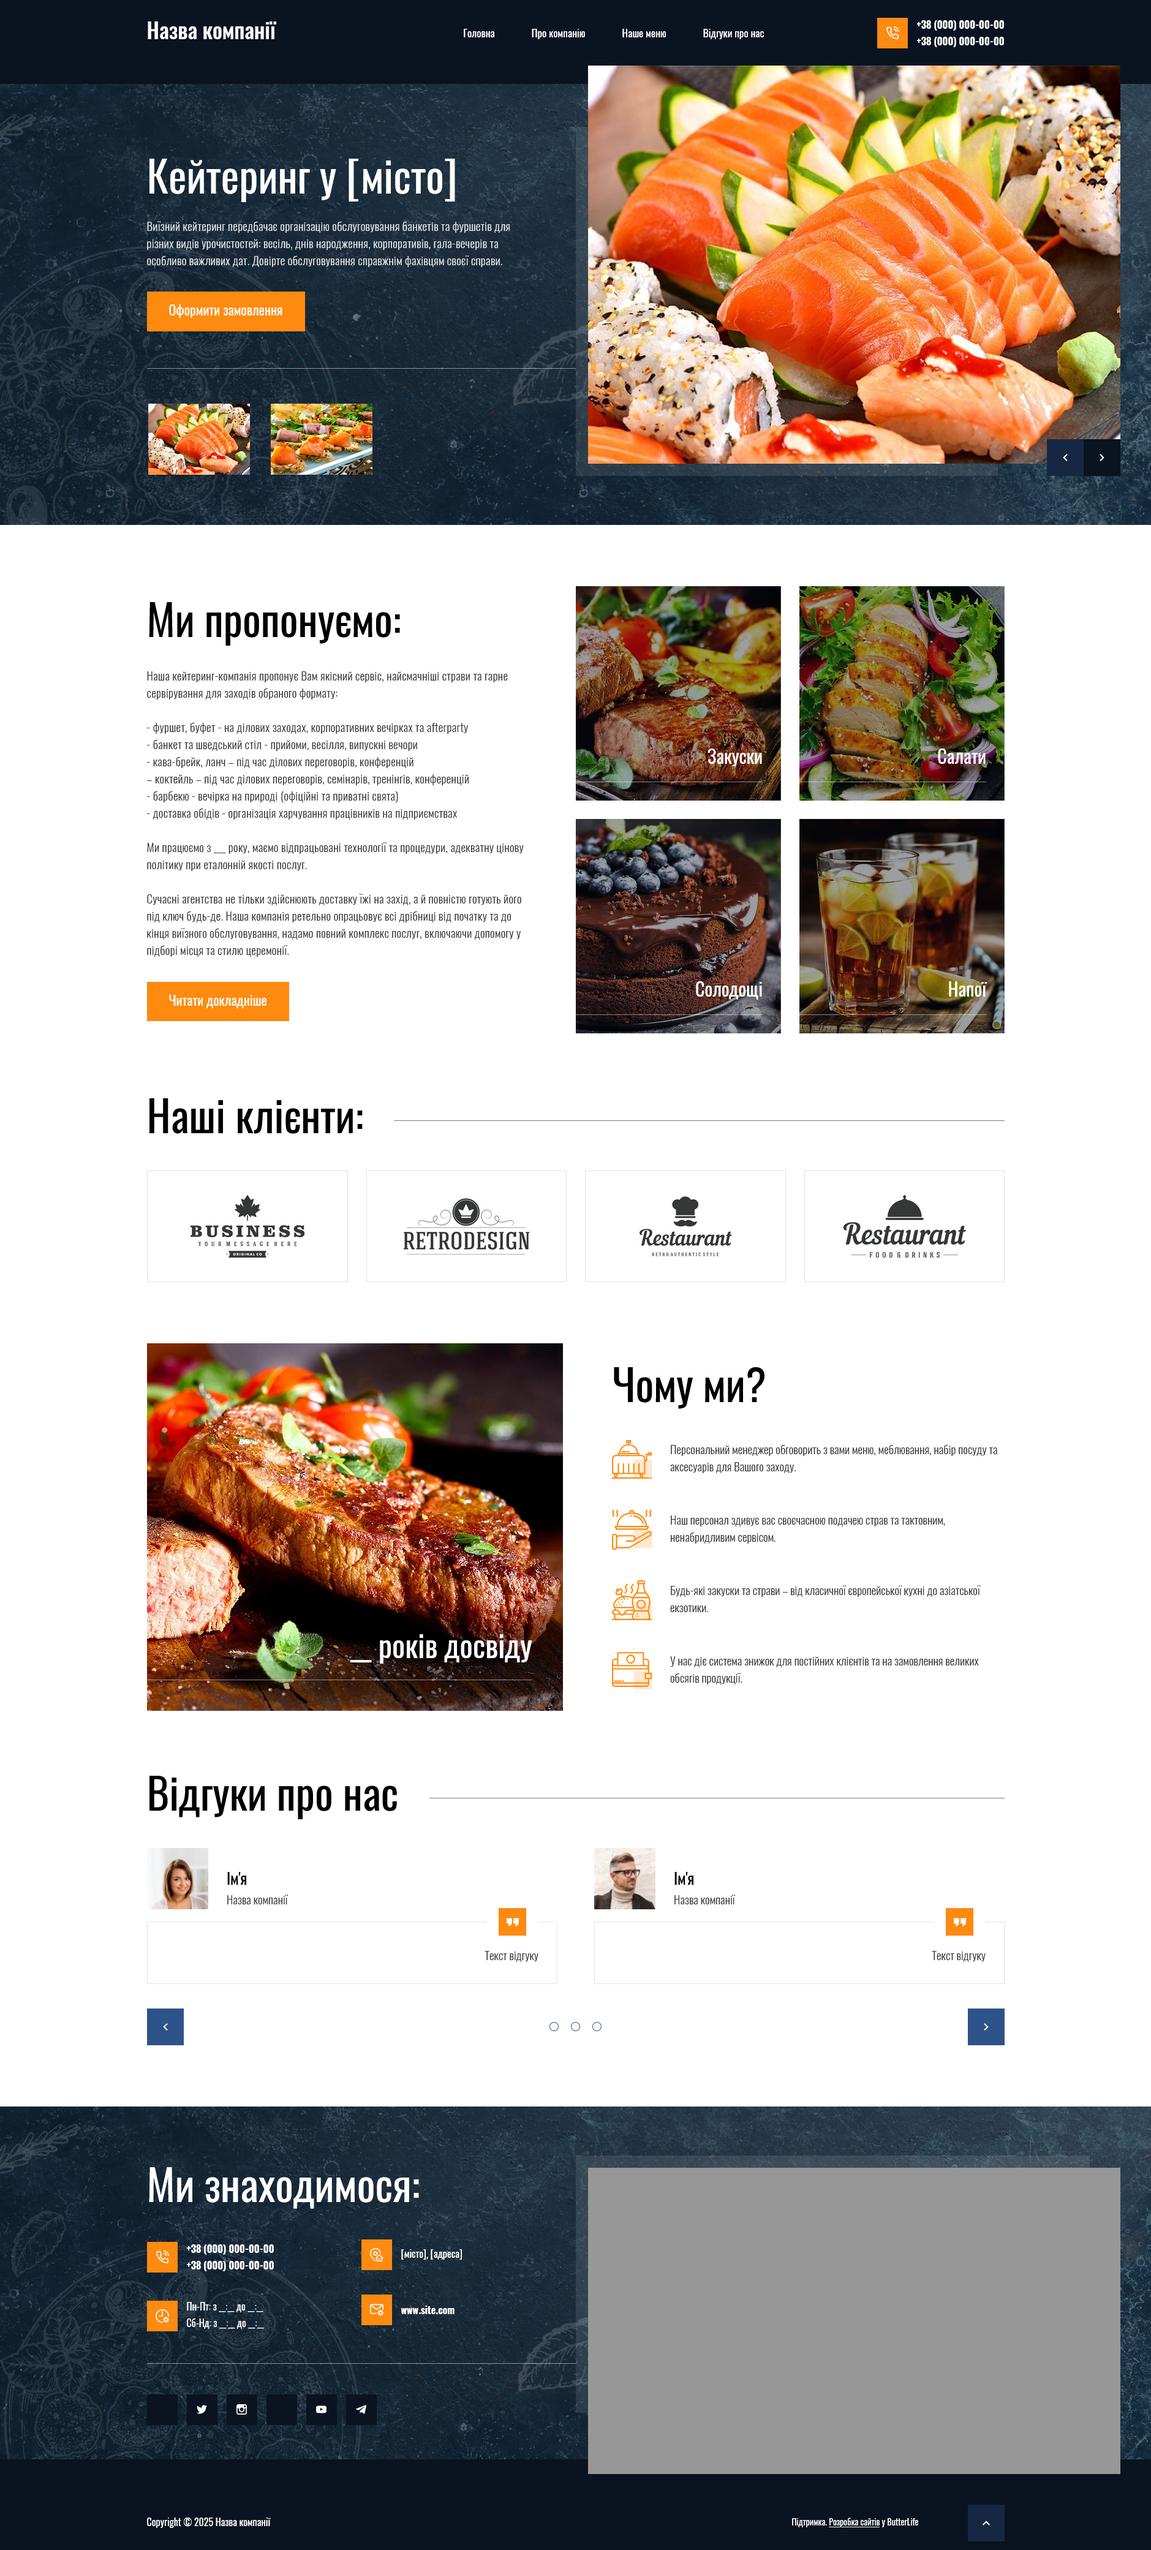 Назва компанії
Головна
Про компанію
Наше меню
Відгуки про нас
+38 (000) 000-00-00
+38 (000) 000-00-00
Кейтеринг у [місто]
Виїзний кейтеринг передбачає організацію обслуговування банкетів та фуршетів для
різних видів урочистостей: весіль, днів народження, корпоративів, гала-вечерів та
особливо важливих дат. Довірте обслуговування справжнім фахівцям своєї справи.
Оформити замовлення
Ми пропонуємо:
Наша кейтеринг-компанія пропонує Вам якісний сервіс, найсмачніші страви та гарне
сервірування для заходів обраного формату:
- фуршет, буфет - на ділових заходах, корпоративних вечірках та afterparty
- банкет та шведський стіл - прийоми, весілля, випускні вечори
- кава-брейк, ланч – під час ділових переговорів, конференцій
– коктейль – під час ділових переговорів, семінарів, тренінгів, конференцій
- барбекю - вечірка на природі (офіційні та приватні свята)
- доставка обідів - організація харчування працівників на підприємствах
Ми працюємо з ___ року, маємо відпрацьовані технології та процедури, адекватну цінову
політику при еталонній якості послуг.
Сучасні агентства не тільки здійснюють доставку їжі на захід, а й повністю готують його
під ключ будь-де. Наша компанія ретельно опрацьовує всі дрібниці від початку та до
кінця виїзного обслуговування, надамо повний комплекс послуг, включаючи допомогу у
підборі місця та стилю церемонії.
Читати докладніше
Закуски
Салати
Солодощі
Напої
Наші клієнти:
BUSINESS
YOUR MESSAGE HERE
ORIGINAL CO
RETRODESIGN
Restaurant
RETRO AUTHENTIC STYLE
Restaurant
FOOD & DRINKS
__ років досвіду
Чому ми?
Персональний менеджер обговорить з вами меню, меблювання, набір посуду та
аксесуарів для Вашого заходу.
Наш персонал здивує вас своєчасною подачею страв та тактовним,
ненабридливим сервісом.
Будь-які закуски та страви – від класичної європейської кухні до азіатської
екзотики.
У нас діє система знижок для постійних клієнтів та на замовлення великих
обсягів продукції.
Відгуки про нас
Ім'я
Назва компанії
Текст відгуку
Ім'я
Назва компанії
Текст відгуку
Ми знаходимося:
+38 (000) 000-00-00
+38 (000) 000-00-00
[місто], [адреса]
Пн-Пт: з __:__ до __:__
Сб-Нд: з __:__ до __:__
www.site.com
Copyright © 2025 Назва компанії
Підтримка. Розробка сайтів у ButterLife